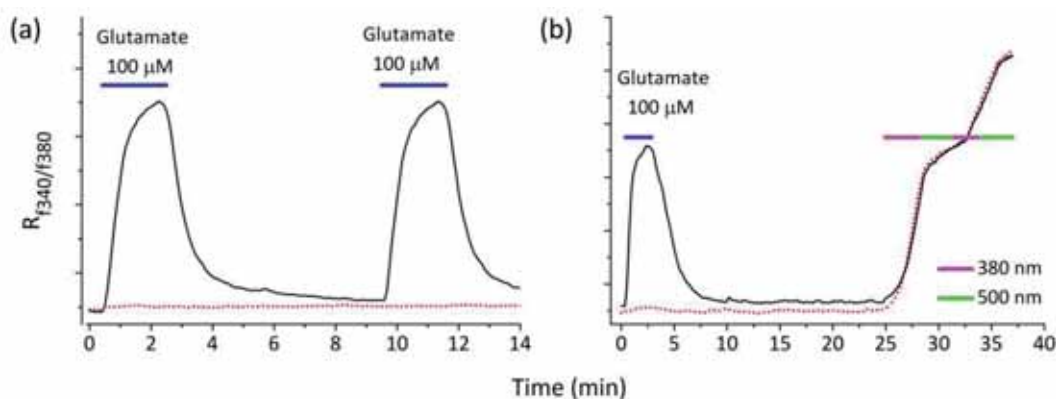 (a)
Glutamate
100 μM
Glutamate
100 μM
R_f340/f380
0 2 4 6 8 10 12 14
(b)
Glutamate
100 μM
380 nm
500 nm
0 5 10 15 20 25 30 35 40
Time (min)